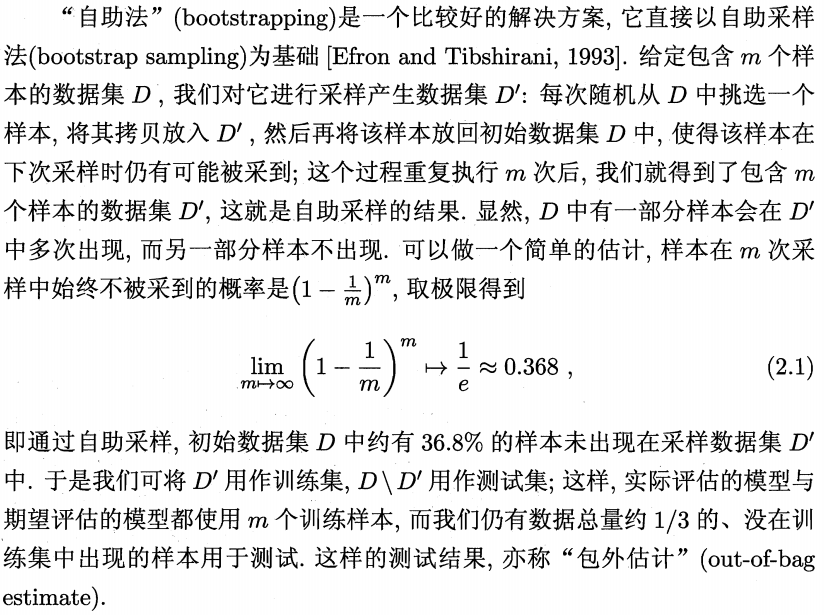 “自助法”(bootstrapping)是一个比较好的解决方案, 它直接以自助采样
法(bootstrap sampling)为基础 [Efron and Tibshirani, 1993]. 给定包含 m 个样
本的数据集 D , 我们对它进行采样产生数据集 D′: 每次随机从 D 中挑选一个
样本, 将其拷贝放入 D′ , 然后再将该样本放回初始数据集 D 中, 使得该样本在
下次采样时仍有可能被采到; 这个过程重复执行 m 次后, 我们就得到了包含 m
个样本的数据集 D′, 这就是自助采样的结果. 显然, D 中有一部分样本会在 D′
中多次出现, 而另一部分样本不出现. 可以做一个简单的估计, 样本在 m 次采
样中始终不被采到的概率是(1 − 1/m)^m, 取极限得到
lim_{m↦∞} (1 − 1/m)^m ↦ 1/e ≈ 0.368 , (2.1)
即通过自助采样, 初始数据集 D 中约有 36.8% 的样本未出现在采样数据集 D′
中. 于是我们可将 D′ 用作训练集, D\D′ 用作测试集; 这样, 实际评估的模型与
期望评估的模型都使用 m 个训练样本, 而我们仍有数据总量约 1/3 的、没在训
练集中出现的样本用于测试. 这样的测试结果, 亦称“包外估计”(out-of-bag
estimate).